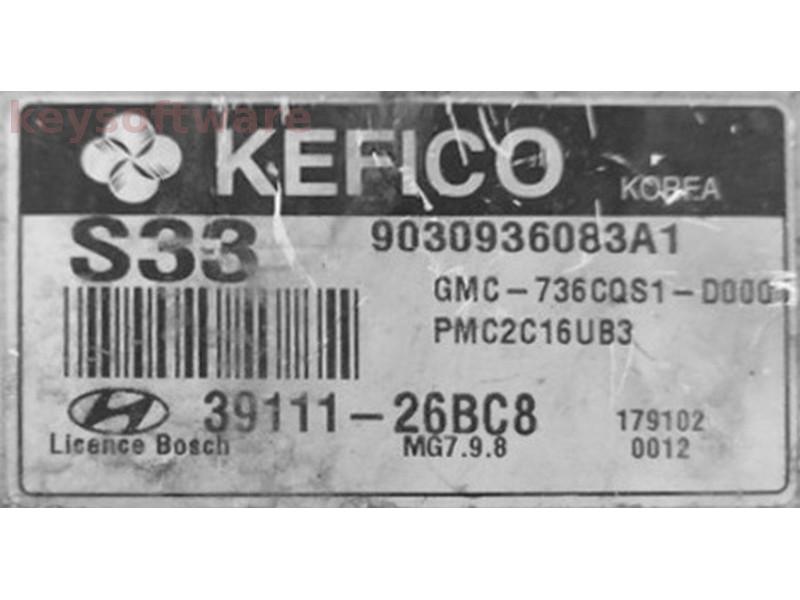 keysoftware
KEFICO KOREA
S33 9030936083A1
GMC-736CQS1-D000
PMC2C16UB3
39111-26BC8 179102
Licence Bosch MG7.9.8 0012